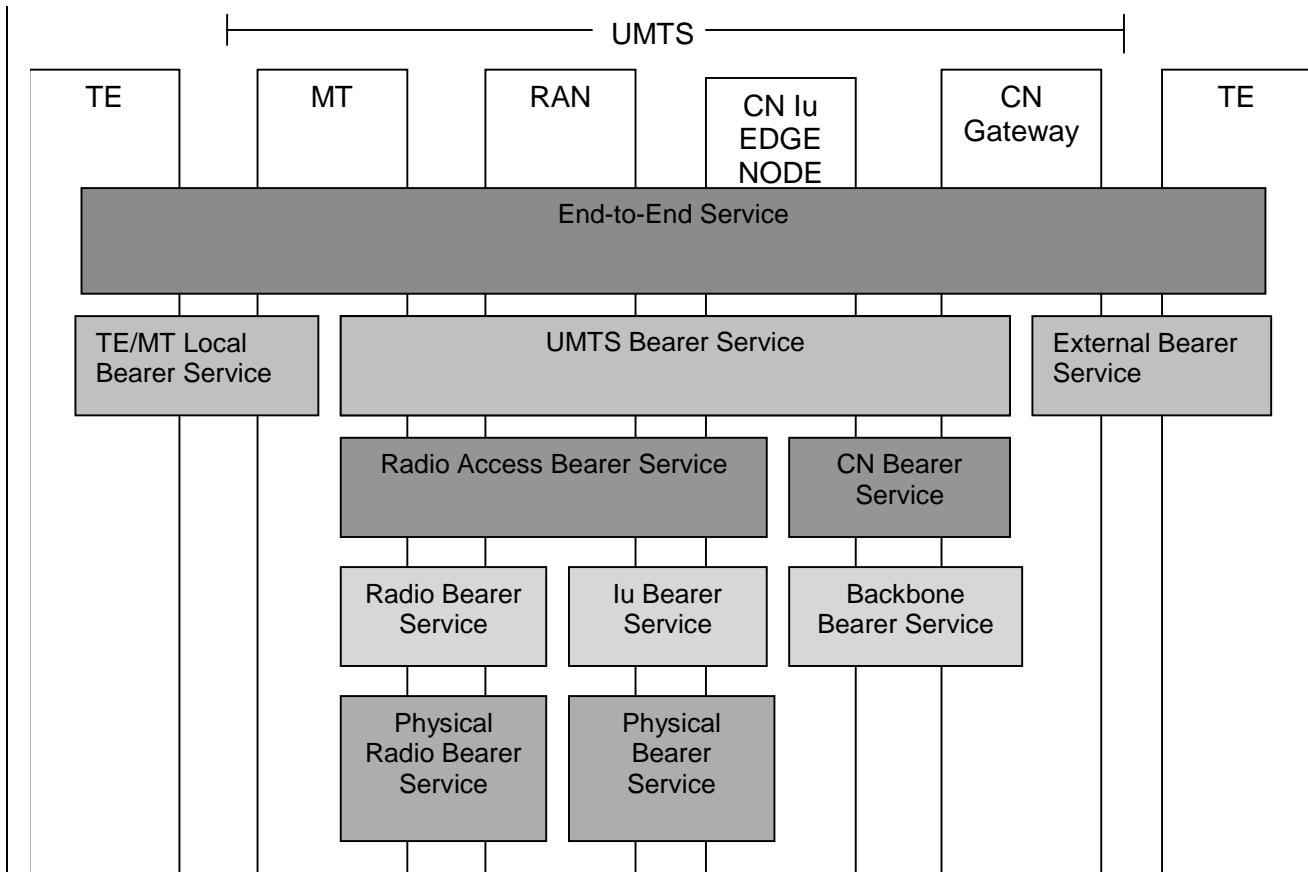 UMTS
TE
MT
RAN
CN Iu
EDGE
NODE
CN
Gateway
TE
End-to-End Service
TE/MT Local
Bearer Service
UMTS Bearer Service
External Bearer
Service
Radio Access Bearer Service
CN Bearer
Service
Radio Bearer
Service
Iu Bearer
Service
Backbone
Bearer Service
Physical
Radio Bearer
Service
Physical
Bearer
Service